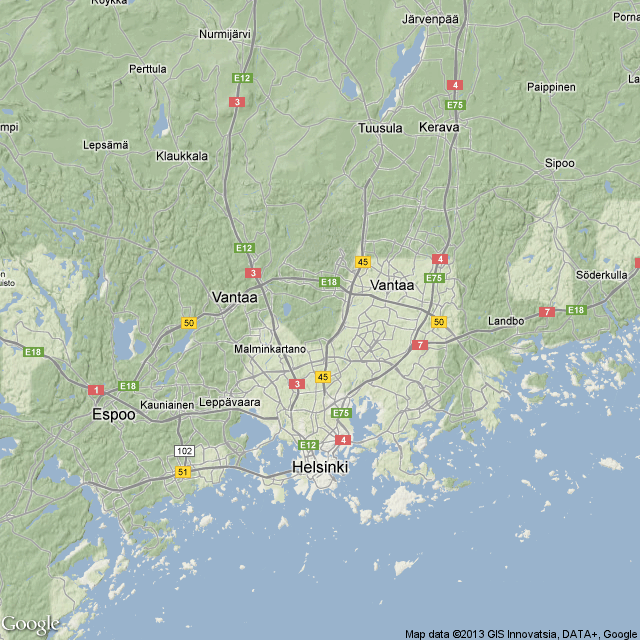 Röykkä
Järvenpää
Porna
Nurmijärvi
Perttula
E12
4
Paippinen
3
E75
mpi
Tuusula
Kerava
Lepsämä
Klaukkala
Sipoo
E12
4
45
3
E75
Söderkulla
E18
Vantaa
Vantaa
7
E18
50
50
Landbo
7
E18
Malminkartano
45
3
1
E18
Kauniainen
Leppävaara
Espoo
E75
4
E12
102
51
Helsinki
Google
Map data ©2013 GIS Innovatsia, DATA+, Google